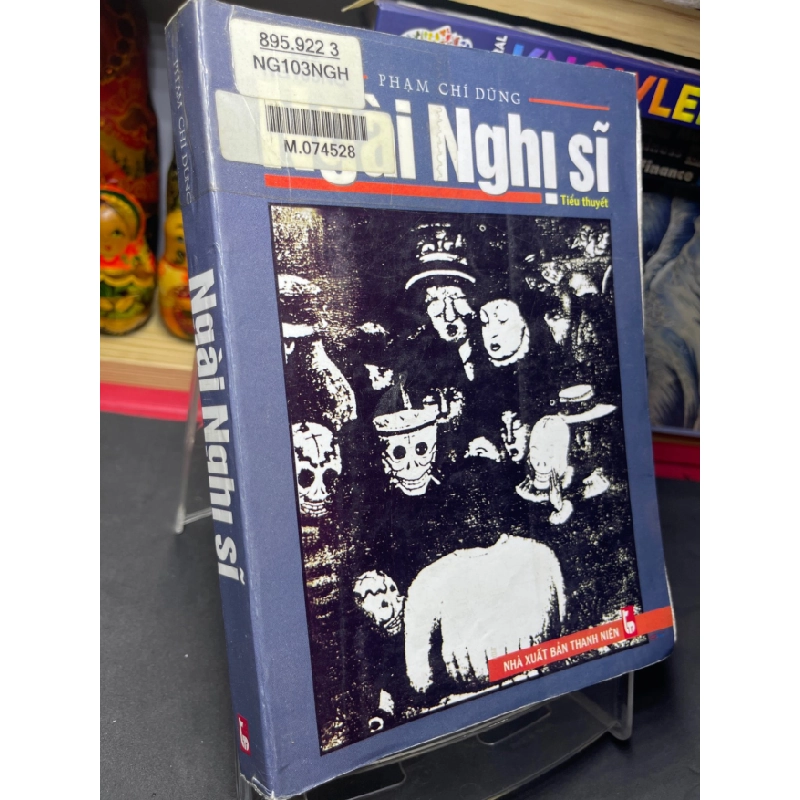 895.922 3
NG103NGH
M.074528
PHẠM CHÍ DŨNG
Ngài Nghị sĩ
Tiểu thuyết
NHÀ XUẤT BẢN THANH NIÊN
PHẠM CHÍ DŨNG
Ngài Nghị sĩ
Finance